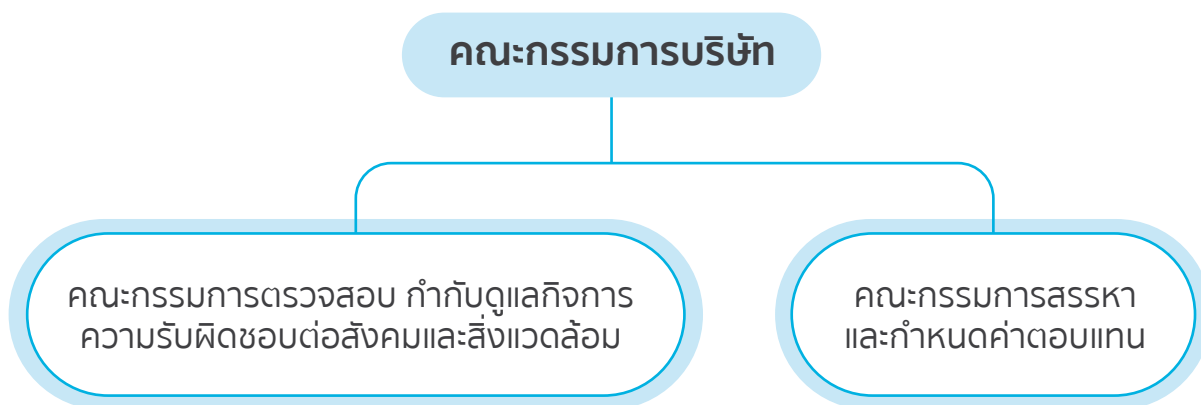 คณะกรรมการบริษัท
คณะกรรมการตรวจสอบ กำกับดูแลกิจการ
ความรับผิดชอบต่อสังคมและสิ่งแวดล้อม
คณะกรรมการสรรหา
และกำหนดค่าตอบแทน